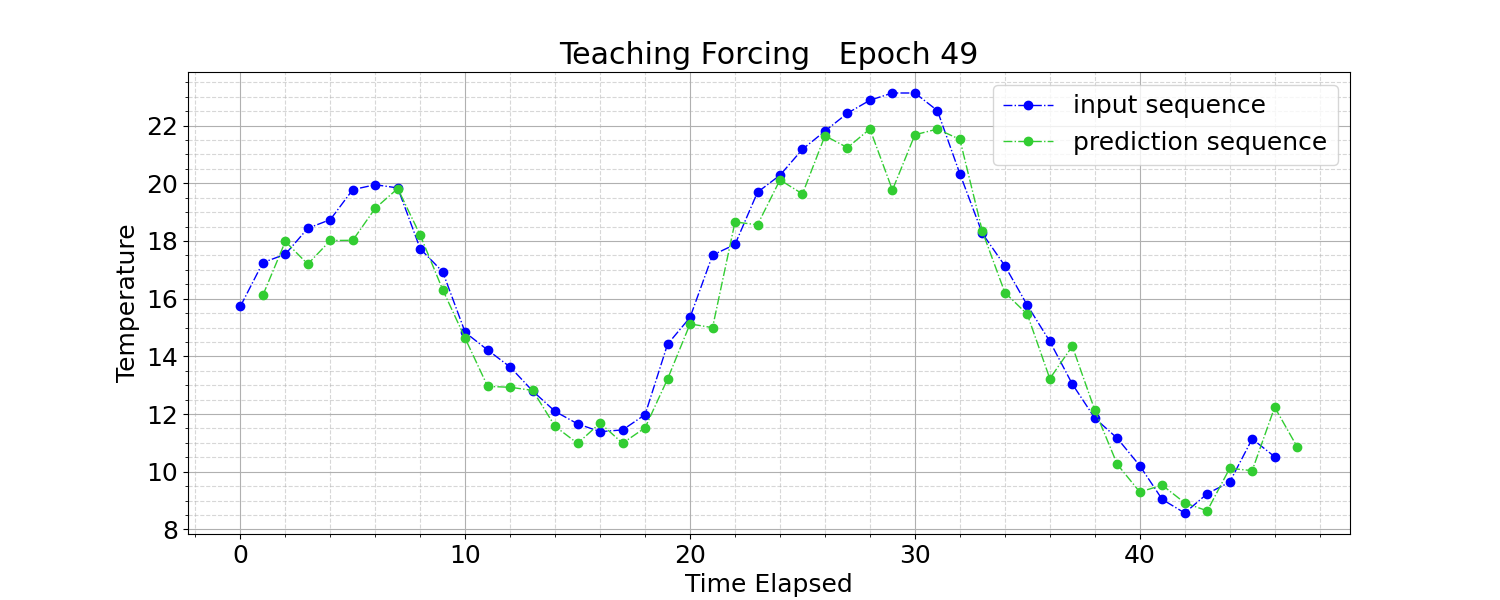 Teaching Forcing   Epoch 49
input sequence
prediction sequence
Temperature
22
20
18
16
14
12
10
8
0 10 20 30 40
Time Elapsed